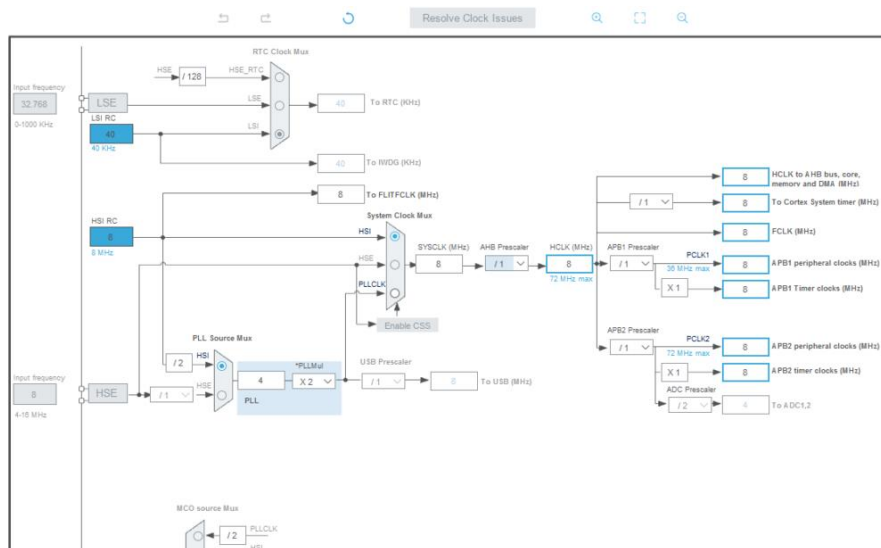 Resolve Clock Issues
RTC Clock Mux
HSE
/ 128
HSE_RTC
Input frequency
32.768
0-1000 KHz
LSE
LSE
40
To RTC (KHz)
LSI RC
40
40 KHz
LSI
40
To IWDG (KHz)
8
To FLITFCLK (MHz)
HSI RC
8
8 MHz
System Clock Mux
HSI
HSE
PLLCLK
Enable CSS
SYSCLK (MHz)
8
AHB Prescaler
/ 1
HCLK (MHz)
8
72 MHz max
8
HCLK to AHB bus, core,
memory and DMA (MHz)
/ 1
8
To Cortex System timer (MHz)
8
FCLK (MHz)
APB1 Prescaler
/ 1
PCLK1
36 MHz max
8
APB1 peripheral clocks (MHz)
X 1
8
APB1 Timer clocks (MHz)
APB2 Prescaler
/ 1
PCLK2
72 MHz max
8
APB2 peripheral clocks (MHz)
X 1
8
APB2 timer clocks (MHz)
ADC Prescaler
/ 2
4
To ADC1,2
PLL Source Mux
/ 2
HSI
HSE
/ 1
Input frequency
8
4-16 MHz
HSE
4
*PLLMul
X 2
PLL
USB Prescaler
/ 1
8
To USB (MHz)
MCO source Mux
/ 2
PLLCLK
HSI